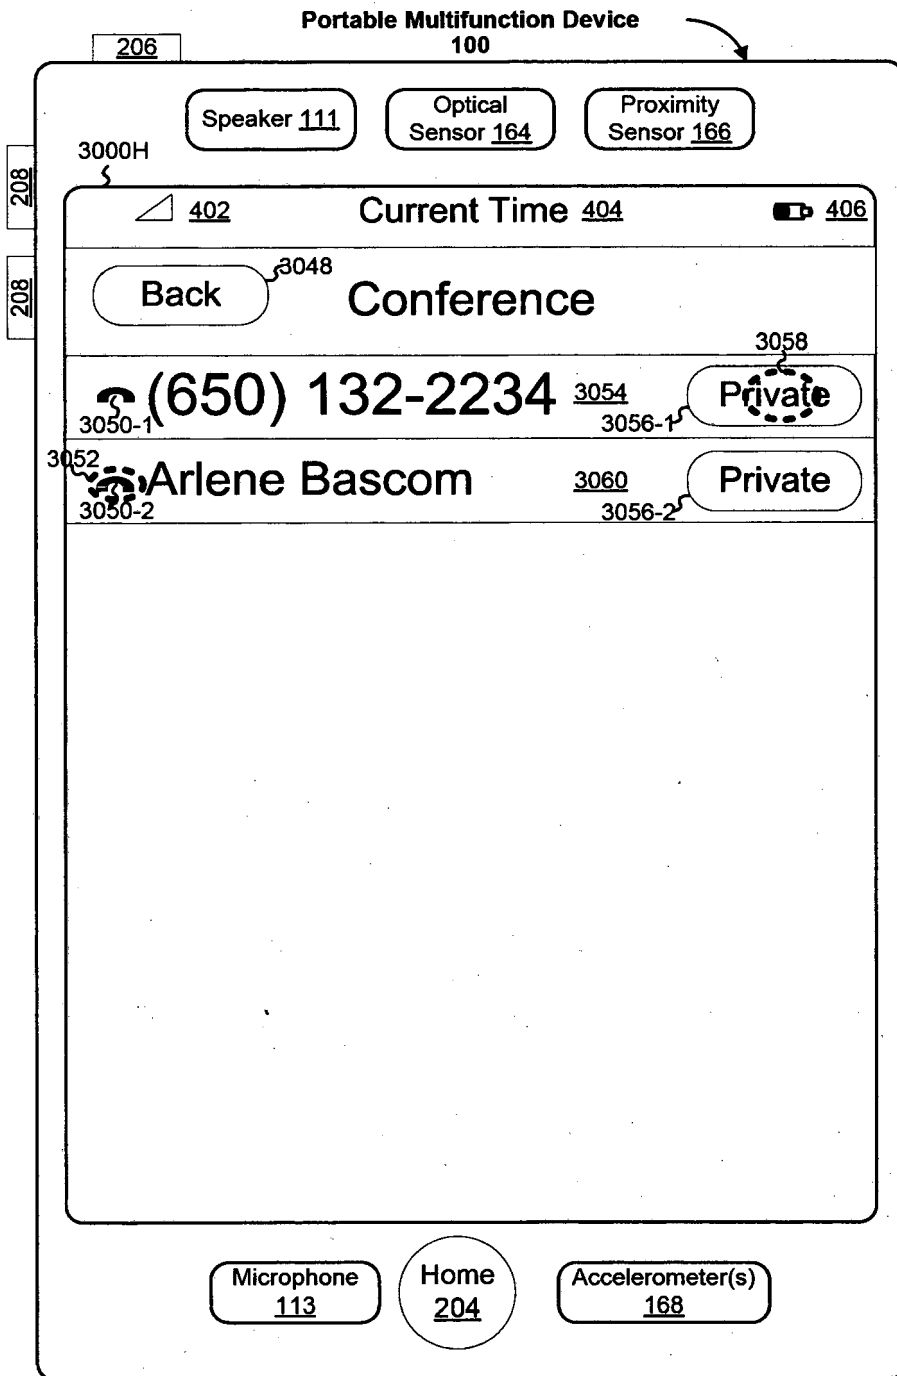 Portable Multifunction Device
100
206
Speaker 111
Optical
Sensor 164
Proximity
Sensor 166
3000H
208
208
402
Current Time 404
406
Back
3048
Conference
3058
(650) 132-2234
3054
Private
3050-1
3056-1
3052
Arlene Bascom
3060
Private
3050-2
3056-2
Microphone
113
Home
204
Accelerometer(s)
168